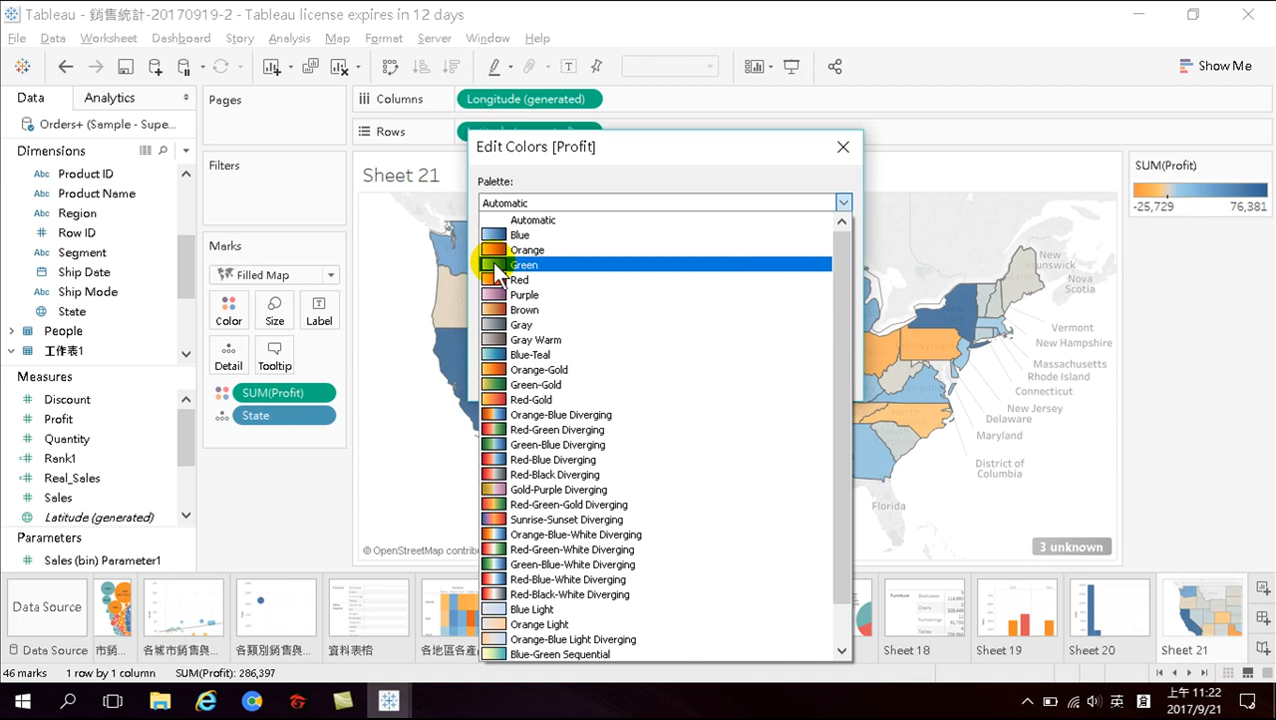 Tableau - 銷售統計-20170919-2 - Tableau license expires in 12 days
File Data Worksheet Dashboard Story Analysis Map Format Server Window Help
Show Me
Data Analytics
Orders+ (Sample - Supe...
Dimensions
Abc Product ID
Abc Product Name
Region
Row ID
Abc Segment
Ship Date
Abc Ship Mode
State
People
工作表1
Measures
Discount
Profit
Quantity
Rank1
Real_Sales
Sales
Latitude (generated)
Parameters
Sales (bin) Parameter1
Pages
Filters
Marks
Filled Map
Color Size Label
Detail Tooltip
SUM(Profit)
State
Columns Longitude (generated)
Rows
Sheet 21
Edit Colors [Profit]
Palette:
Automatic
Automatic
Blue
Orange
Green
Red
Purple
Brown
Gray
Gray Warm
Blue-Teal
Orange-Gold
Green-Gold
Red-Gold
Orange-Blue Diverging
Red-Green Diverging
Green-Blue Diverging
Red-Blue Diverging
Red-Black Diverging
Gold-Purple Diverging
Red-Green-Gold Diverging
Sunrise-Sunset Diverging
Orange-Blue-White Diverging
Red-Green-White Diverging
Green-Blue-White Diverging
Red-Blue-White Diverging
Red-Black-White Diverging
Blue Light
Orange Light
Orange-Blue Light Diverging
Blue-Green Sequential
New Brunswick
Nova Scotia
Vermont
New Hampshire
Massachusetts
Rhode Island
Connecticut
New Jersey
Delaware
Maryland
District of Columbia
Florida
3 unknown
© OpenStreetMap contrib
SUM(Profit)
-25,729 76,381
Data Source
Data Source 市銷... 各城市銷售與... 各類別銷售與... 資料表格 各地區各產 Sheet 18 Sheet 19 Sheet 20 Sheet 21
46 marks 1 row by 1 column SUM(Profit): 286,397
英 上午 11:22
2017/9/21